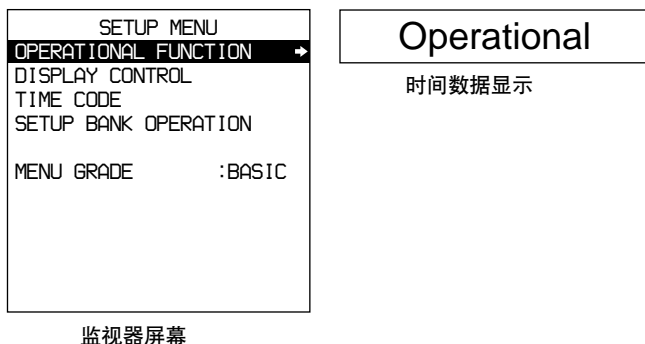 SETUP MENU
OPERATIONAL FUNCTION →
DISPLAY CONTROL
TIME CODE
SETUP BANK OPERATION
MENU GRADE :BASIC
监视器屏幕
Operational
时间数据显示